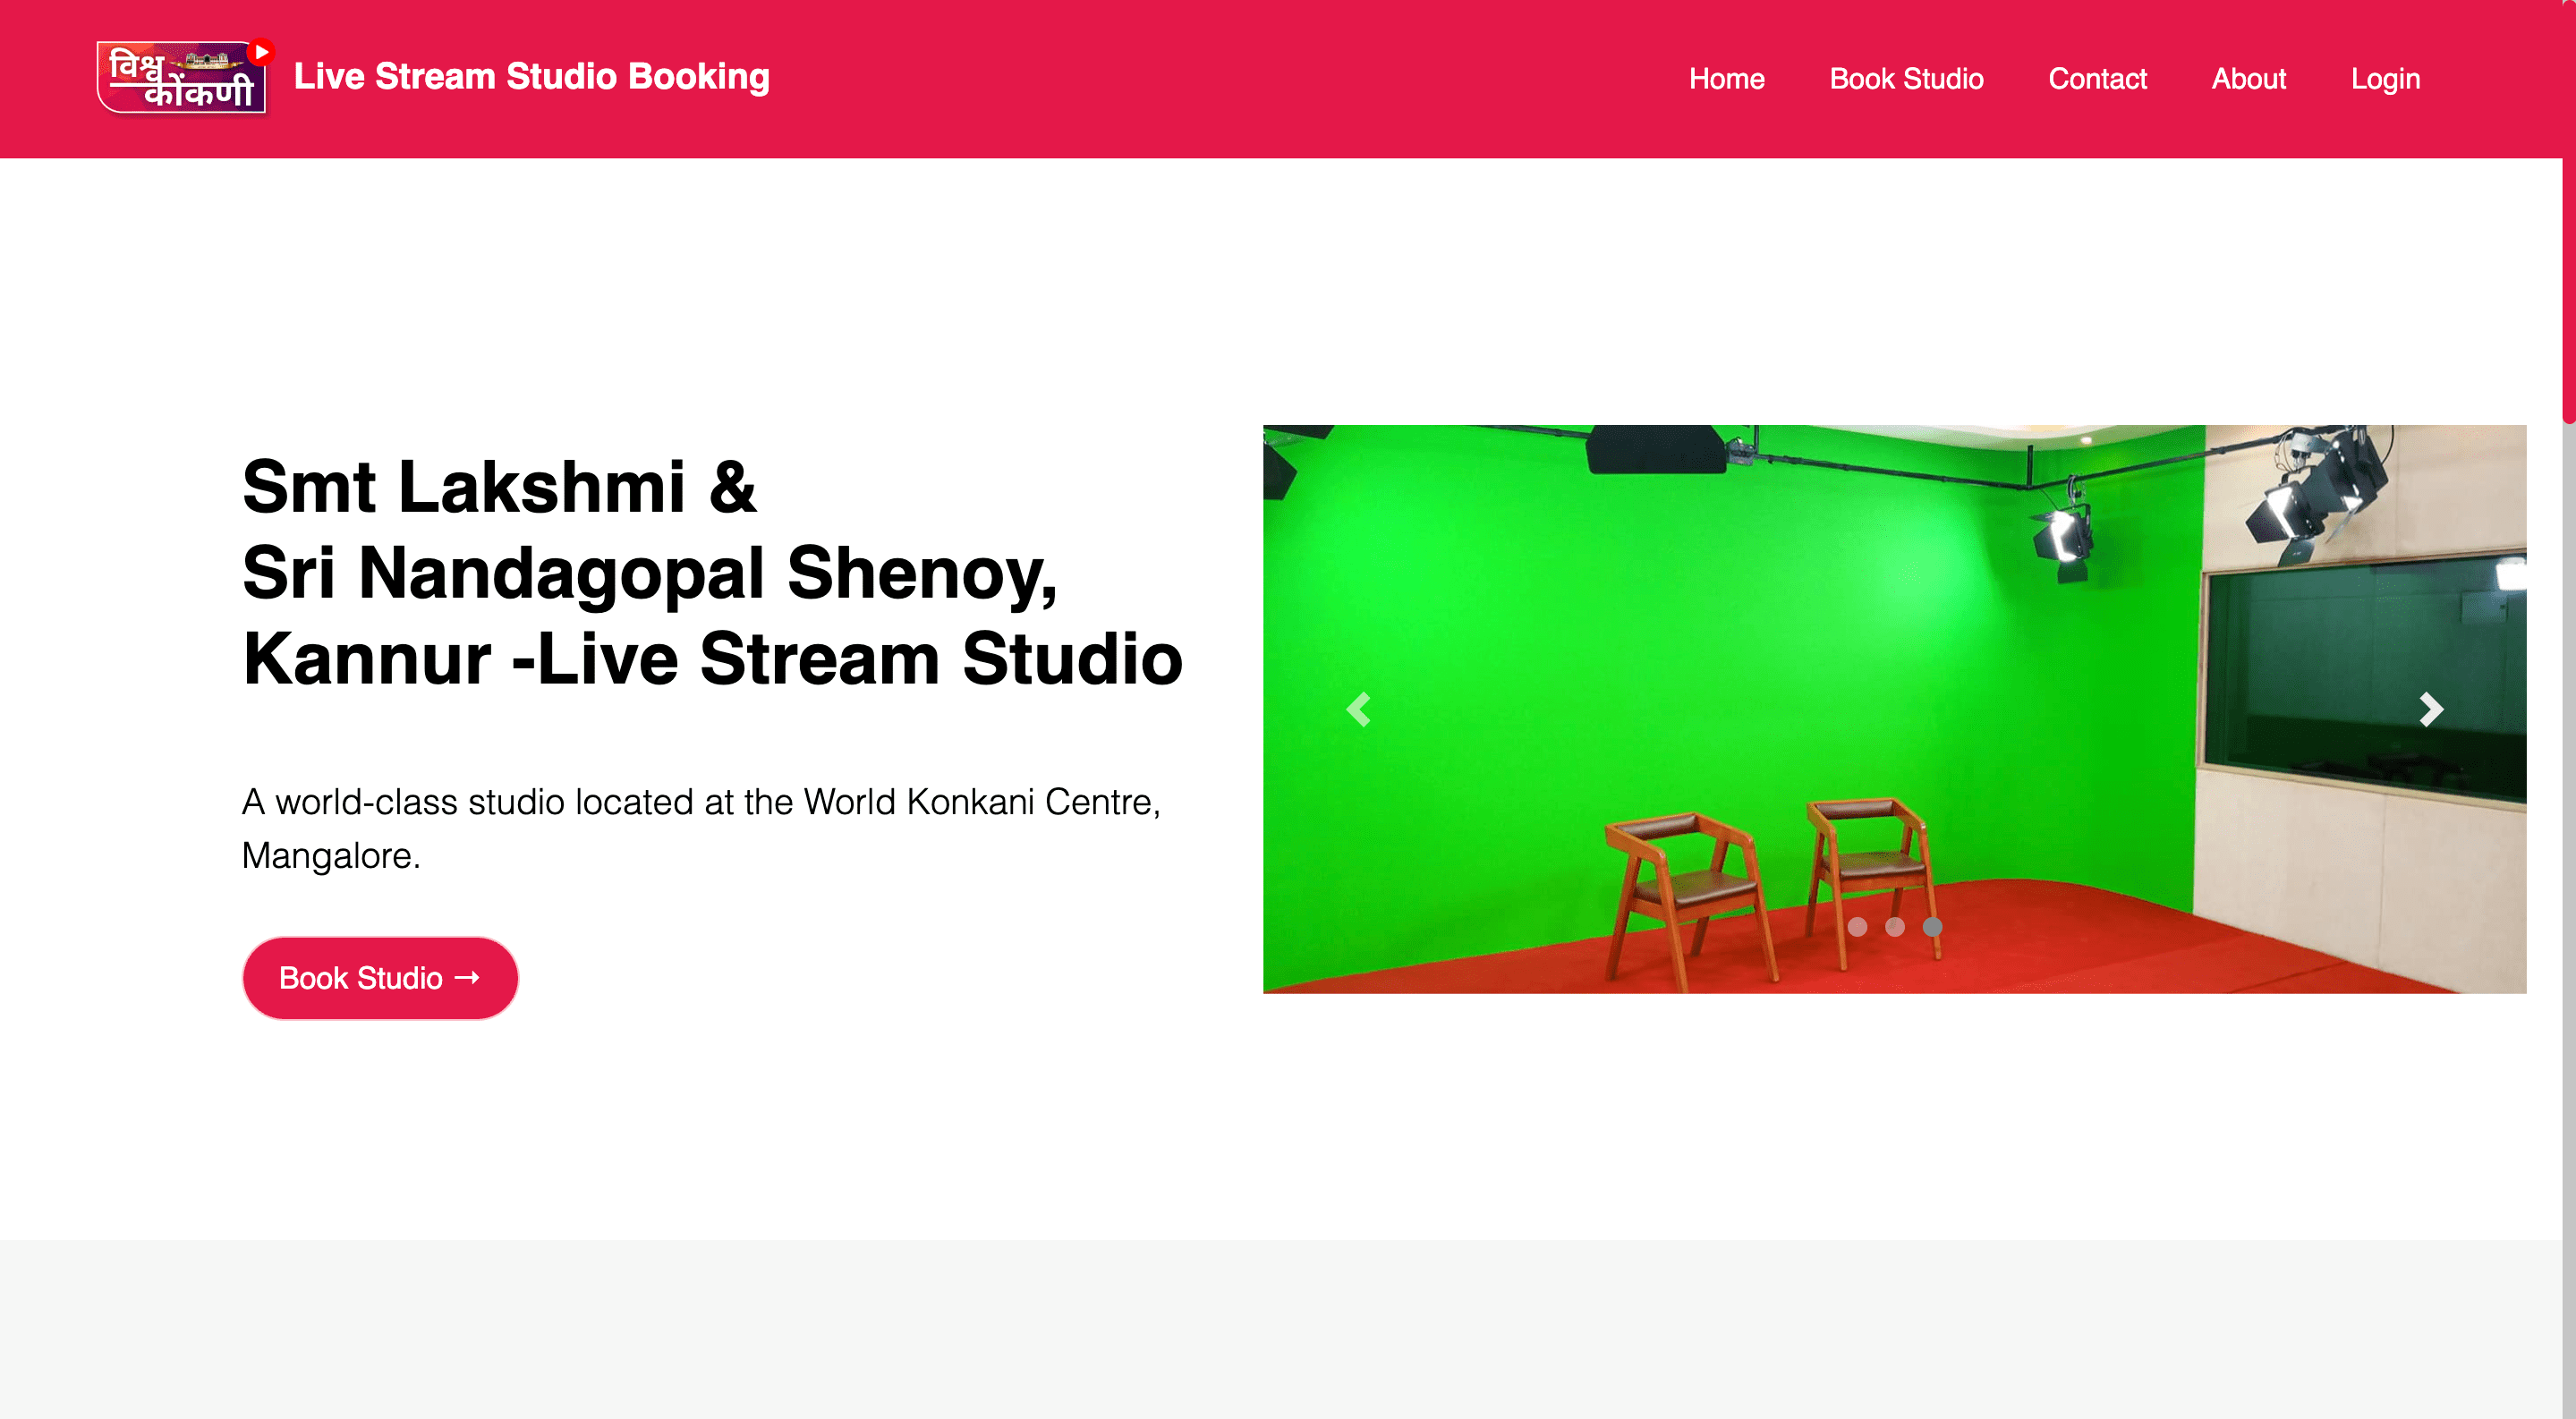 विश्व
कोंकणी
Live Stream Studio Booking
Home
Book Studio
Contact
About
Login
Smt Lakshmi &
Sri Nandagopal Shenoy,
Kannur -Live Stream Studio
A world-class studio located at the World Konkani Centre,
Mangalore.
Book Studio →